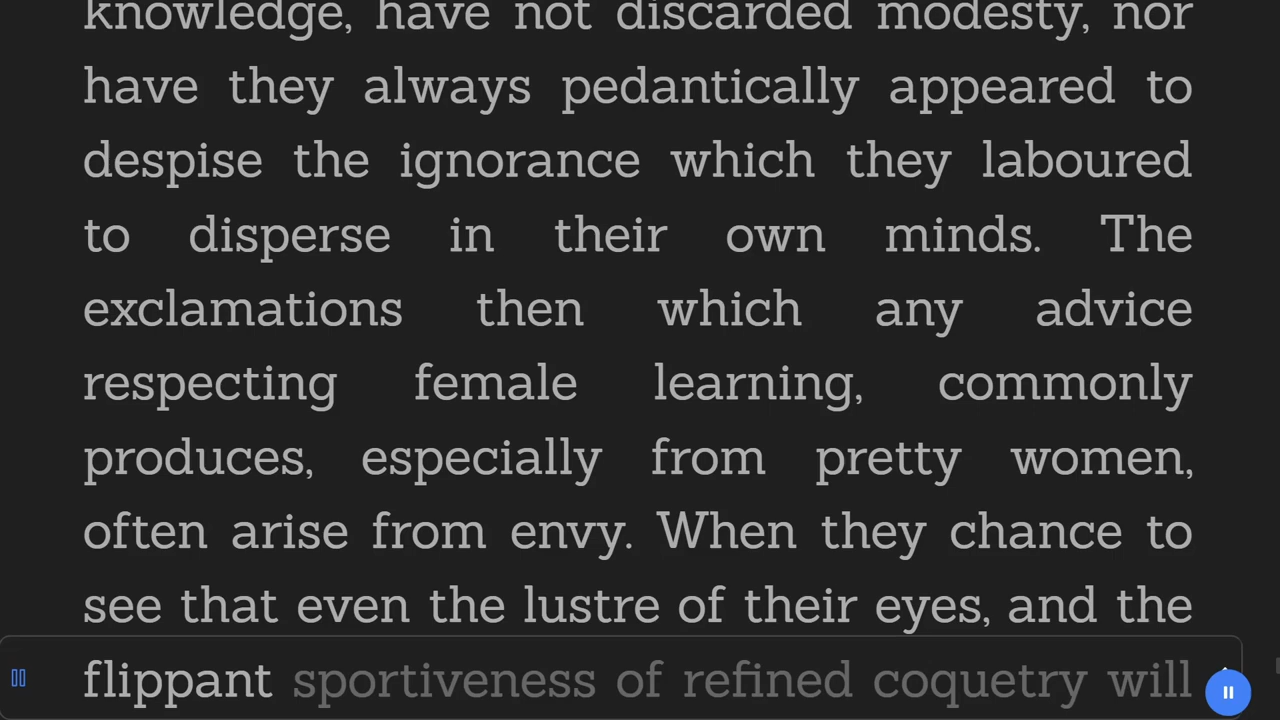 knowledge, have not discarded modesty, nor
have they always pedantically appeared to
despise the ignorance which they laboured
to disperse in their own minds. The
exclamations then which any advice
respecting female learning, commonly
produces, especially from pretty women,
often arise from envy. When they chance to
see that even the lustre of their eyes, and the
flippant sportiveness of refined coquetry will